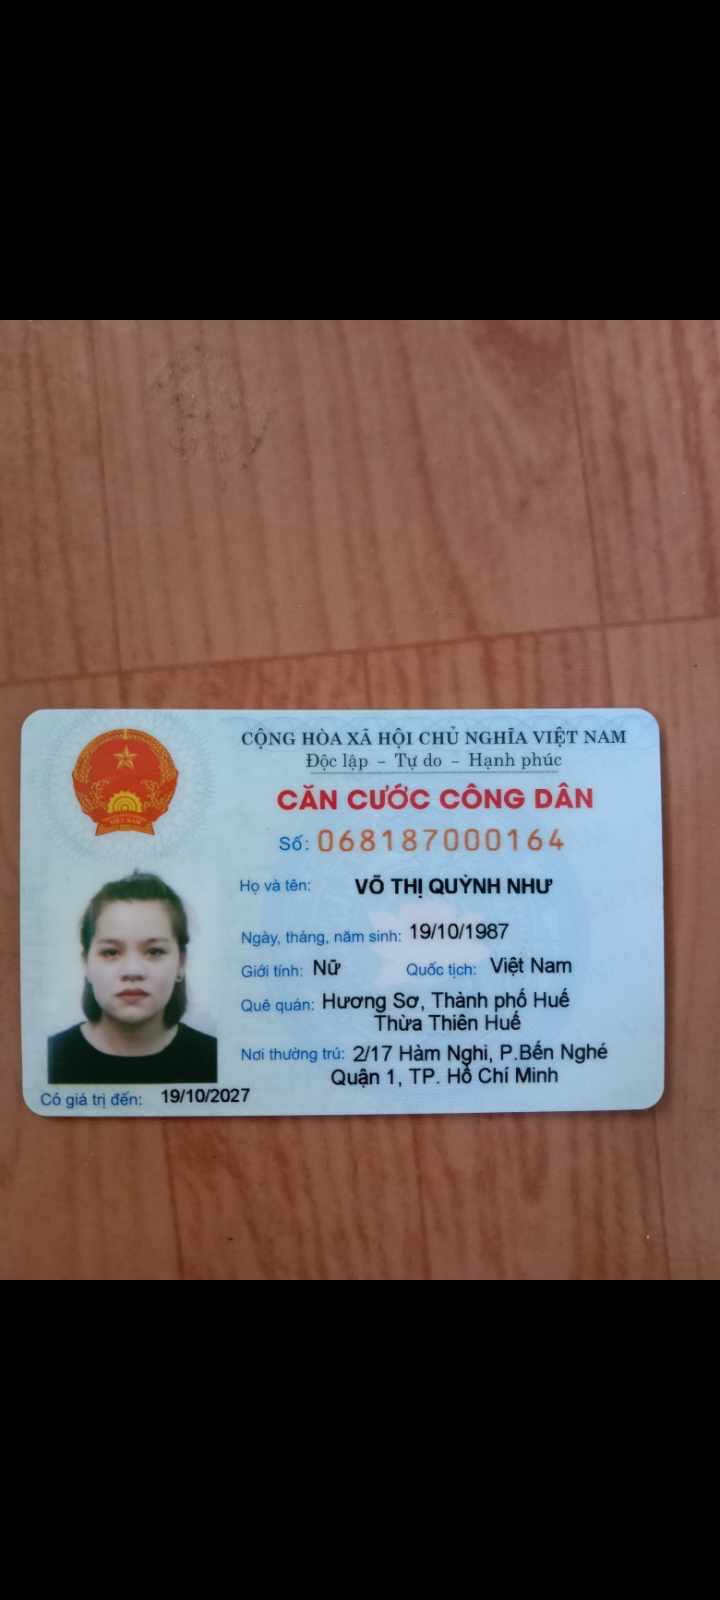 CỘNG HÒA XÃ HỘI CHỦ NGHĨA VIỆT NAM
Độc lập – Tự do – Hạnh phúc
CĂN CƯỚC CÔNG DÂN
Số: 068187000164
Họ và tên: VÕ THỊ QUỲNH NHƯ
Ngày, tháng, năm sinh: 19/10/1987
Giới tính: Nữ Quốc tịch: Việt Nam
Quê quán: Hương Sơ, Thành phố Huế
Thừa Thiên Huế
Nơi thường trú: 2/17 Hàm Nghi, P.Bến Nghé
Quận 1, TP. Hồ Chí Minh
Có giá trị đến: 19/10/2027
VIỆT NAM